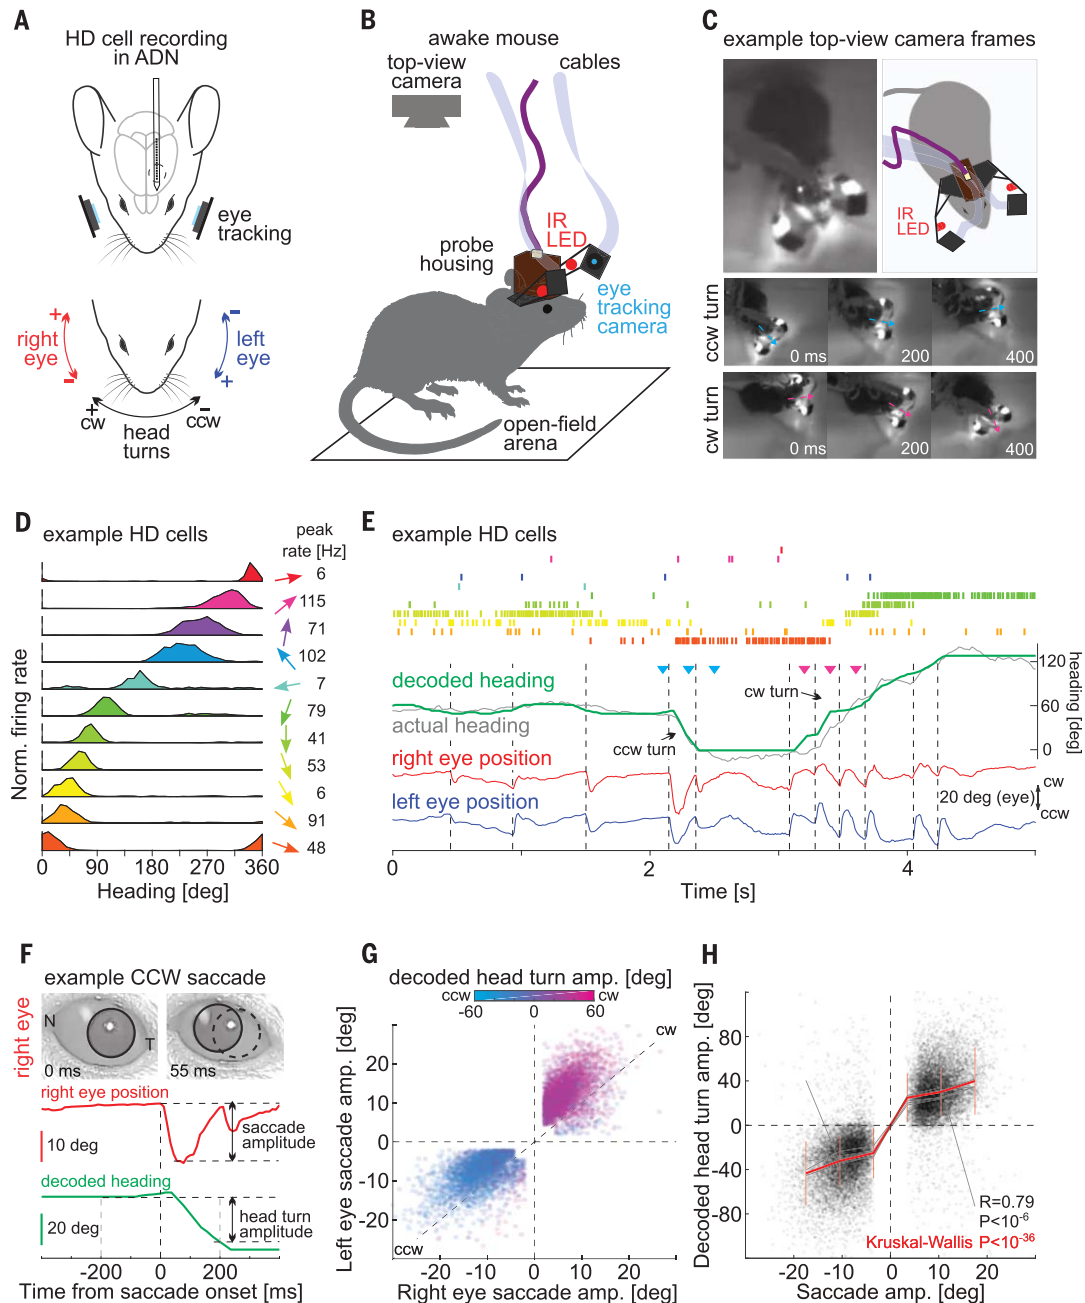 A
HD cell recording
in ADN
eye
tracking
+
-
right
eye
-
left
eye
+
+
cw
-
ccw
head
turns
B
awake mouse
top-view
camera
cables
IR
LED
probe
housing
eye
tracking
camera
open-field
arena
C
example top-view camera frames
IR
LED
ccw turn
0 ms
200
400
cw turn
0 ms
200
400
D
example HD cells
peak
rate [Hz]
6
115
71
102
7
79
41
53
6
91
48
Norm. firing rate
0 90 180 270 360
Heading [deg]
E
example HD cells
decoded heading
actual heading
ccw turn
cw turn
120
60
0
heading [deg]
right eye position
left eye position
cw
20 deg (eye)
ccw
0 2 4
Time [s]
F
example CCW saccade
right eye
N
T
0 ms
55 ms
right eye position
10 deg
saccade
amplitude
decoded heading
20 deg
head turn
amplitude
-200 0 200
Time from saccade onset [ms]
G
decoded head turn amp. [deg]
ccw
cw
-60 60
cw
ccw
20
10
0
-10
-20
Left eye saccade amp. [deg]
-20 -10 0 10 20
Right eye saccade amp. [deg]
H
80
40
0
-40
-80
Decoded head turn amp. [deg]
R=0.79
P<10⁻⁶
Kruskal-Wallis P<10⁻³⁶
-20 -10 0 10 20
Saccade amp. [deg]